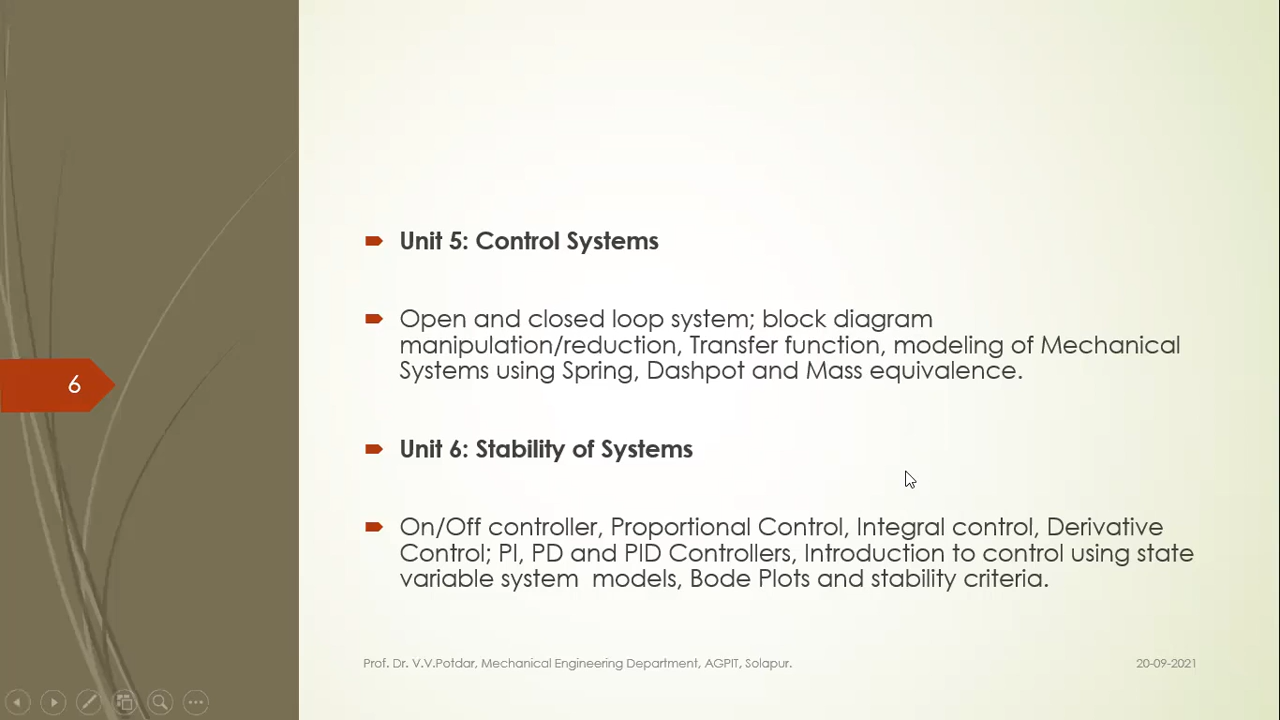 Unit 5: Control Systems
Open and closed loop system; block diagram
manipulation/reduction, Transfer function, modeling of Mechanical
Systems using Spring, Dashpot and Mass equivalence.
6
Unit 6: Stability of Systems
On/Off controller, Proportional Control, Integral control, Derivative
Control; PI, PD and PID Controllers, Introduction to control using state
variable system  models, Bode Plots and stability criteria.
Prof. Dr. V.V.Potdar, Mechanical Engineering Department, AGPIT, Solapur.
20-09-2021